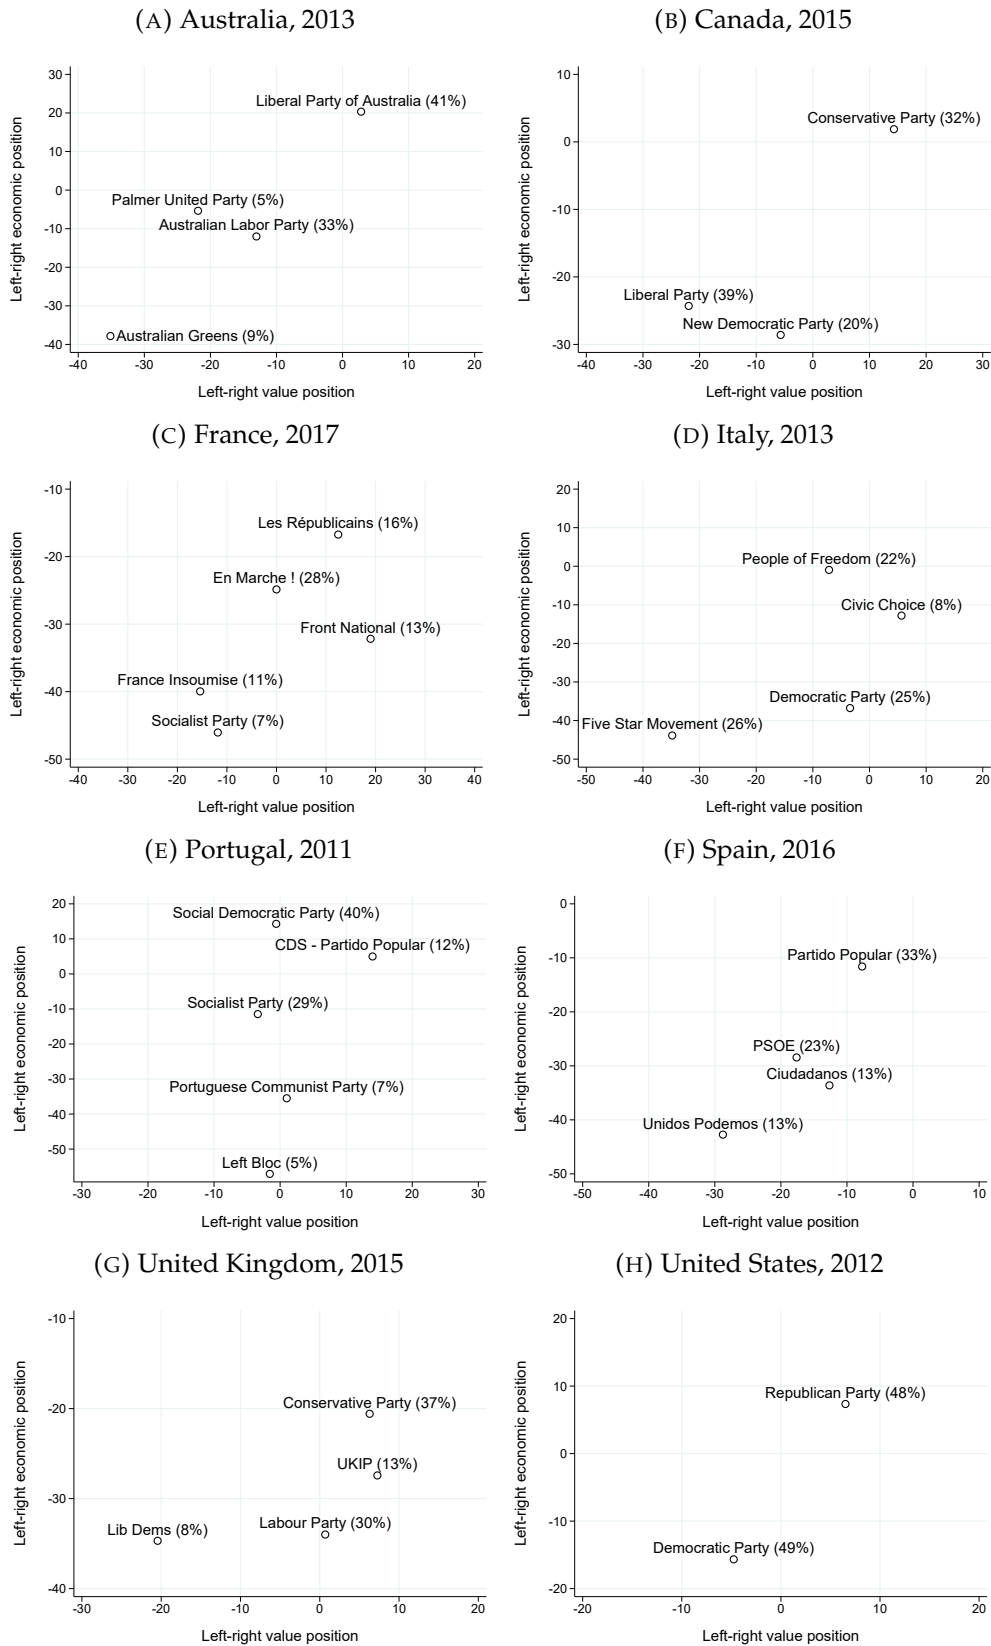 (A) Australia, 2013
(B) Canada, 2015
30
20
10
0
-10
-20
-30
-40
Left-right economic position
Liberal Party of Australia (41%)
Palmer United Party (5%)
Australian Labor Party (33%)
Australian Greens (9%)
-40 -30 -20 -10 0 10 20
Left-right value position
10
0
-10
-20
-30
Left-right economic position
Conservative Party (32%)
Liberal Party (39%)
New Democratic Party (20%)
-40 -30 -20 -10 0 10 20 30
Left-right value position
(C) France, 2017
(D) Italy, 2013
-10
-20
-30
-40
-50
Left-right economic position
Les Républicains (16%)
En Marche ! (28%)
Front National (13%)
France Insoumise (11%)
Socialist Party (7%)
-40 -30 -20 -10 0 10 20 30 40
Left-right value position
20
10
0
-10
-20
-30
-40
-50
Left-right economic position
People of Freedom (22%)
Civic Choice (8%)
Democratic Party (25%)
Five Star Movement (26%)
-50 -40 -30 -20 -10 0 10 20
Left-right value position
(E) Portugal, 2011
(F) Spain, 2016
20
10
0
-10
-20
-30
-40
-50
Left-right economic position
Social Democratic Party (40%)
CDS - Partido Popular (12%)
Socialist Party (29%)
Portuguese Communist Party (7%)
Left Bloc (5%)
-30 -20 -10 0 10 20 30
Left-right value position
0
-10
-20
-30
-40
-50
Left-right economic position
Partido Popular (33%)
PSOE (23%)
Ciudadanos (13%)
Unidos Podemos (13%)
-50 -40 -30 -20 -10 0 10
Left-right value position
(G) United Kingdom, 2015
(H) United States, 2012
-10
-20
-30
-40
Left-right economic position
Conservative Party (37%)
UKIP (13%)
Labour Party (30%)
Lib Dems (8%)
-30 -20 -10 0 10 20
Left-right value position
20
10
0
-10
-20
Left-right economic position
Republican Party (48%)
Democratic Party (49%)
-20 -10 0 10 20
Left-right value position